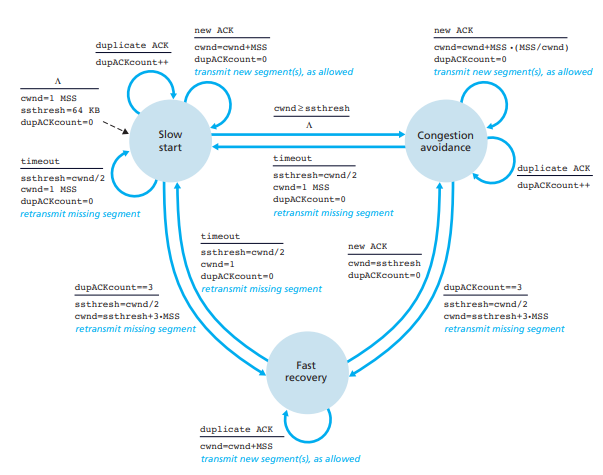 new ACK
cwnd=cwnd+MSS
dupACKcount=0
transmit new segment(s), as allowed
new ACK
cwnd=cwnd+MSS •(MSS/cwnd)
dupACKcount=0
transmit new segment(s), as allowed
duplicate ACK
dupACKcount++
Λ
cwnd=1 MSS
ssthresh=64 KB
dupACKcount=0
Slow
start
cwnd≥ssthresh
Λ
Congestion
avoidance
timeout
ssthresh=cwnd/2
cwnd=1 MSS
dupACKcount=0
retransmit missing segment
timeout
ssthresh=cwnd/2
cwnd=1 MSS
dupACKcount=0
retransmit missing segment
duplicate ACK
dupACKcount++
timeout
ssthresh=cwnd/2
cwnd=1
dupACKcount=0
retransmit missing segment
new ACK
cwnd=ssthresh
dupACKcount=0
dupACKcount==3
ssthresh=cwnd/2
cwnd=ssthresh+3•MSS
retransmit missing segment
dupACKcount==3
ssthresh=cwnd/2
cwnd=ssthresh+3•MSS
retransmit missing segment
Fast
recovery
duplicate ACK
cwnd=cwnd+MSS
transmit new segment(s), as allowed